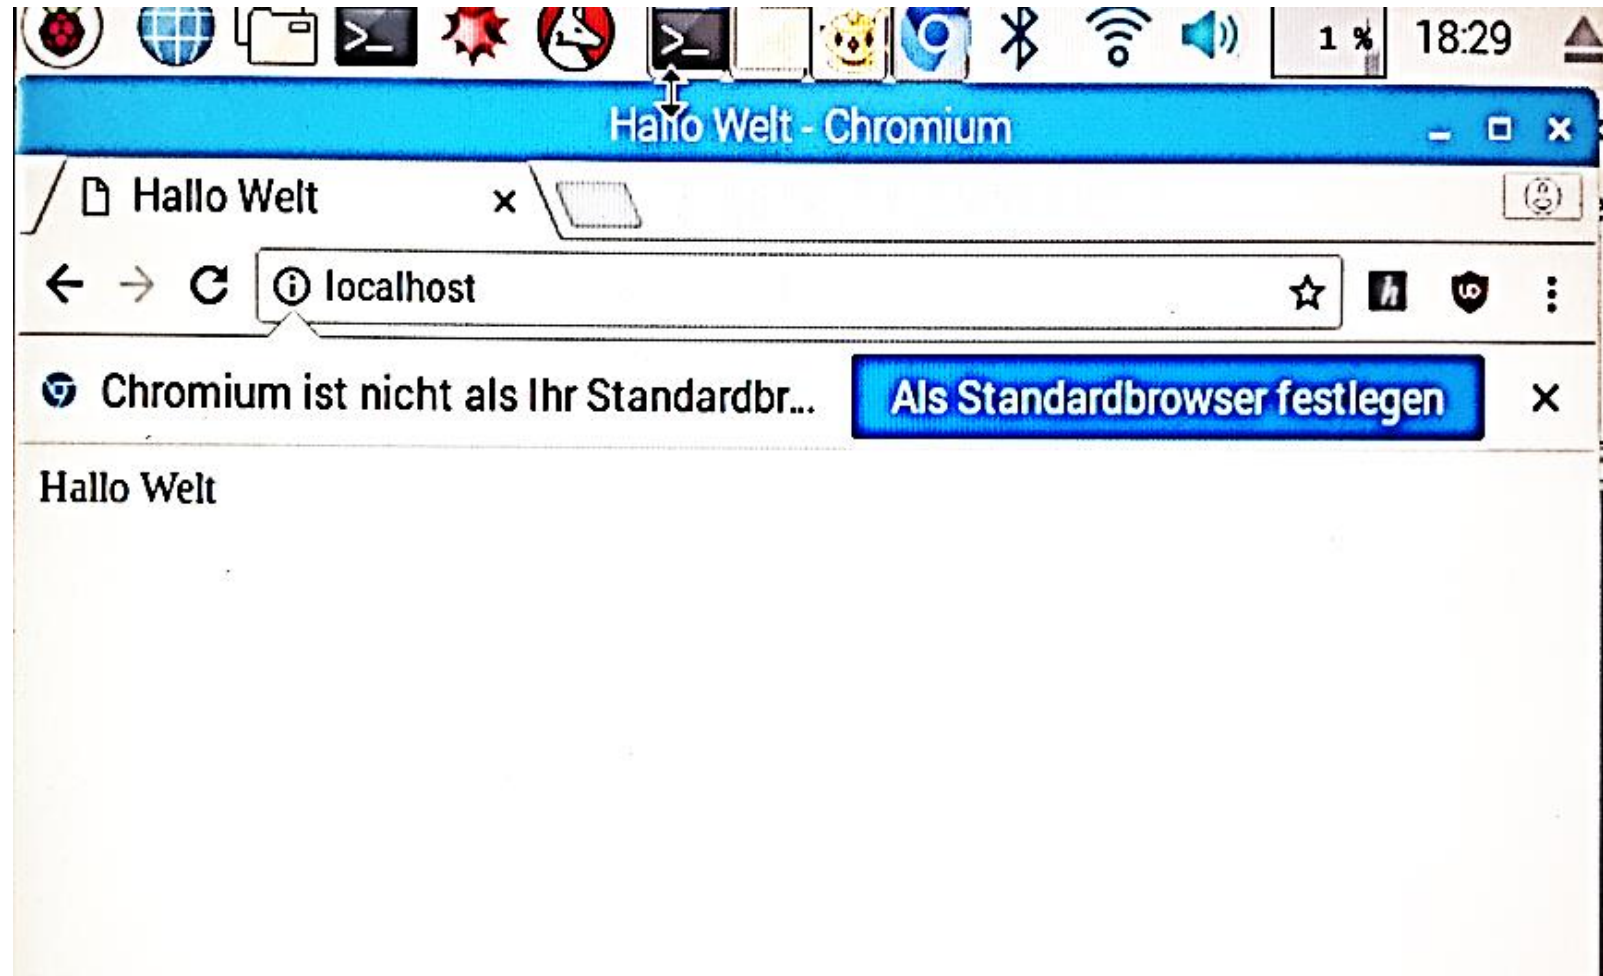 1 %
18:29
Hallo Welt - Chromium
Hallo Welt
localhost
h
Chromium ist nicht als Ihr Standardbr...
Als Standardbrowser festlegen
Hallo Welt